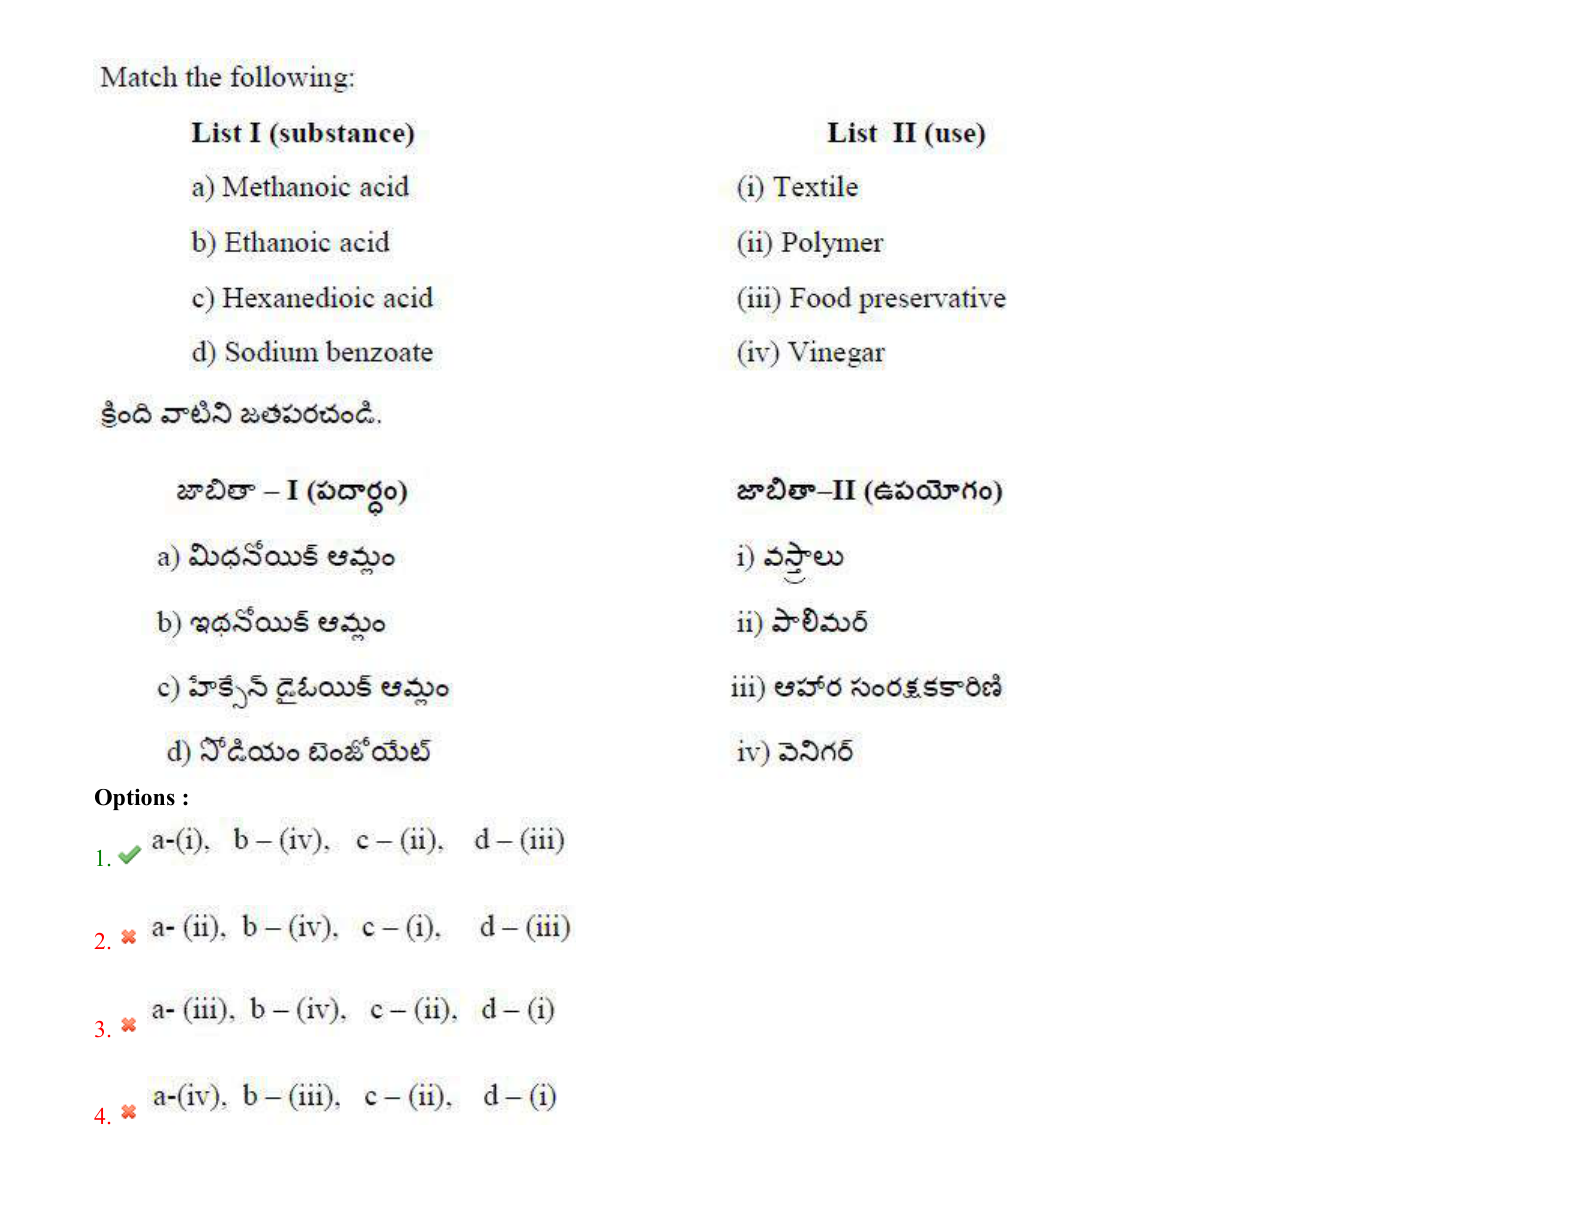 Match the following:
List I (substance) List II (use)
a) Methanoic acid (i) Textile
b) Ethanoic acid (ii) Polymer
c) Hexanedioic acid (iii) Food preservative
d) Sodium benzoate (iv) Vinegar
క్రింది వాటిని జతపరచండి.
జాబితా – I (పదార్ధం) జాబితా–II (ఉపయోగం)
a) మిథనోయిక్ ఆమ్లం i) వస్త్రాలు
b) ఇథనోయిక్ ఆమ్లం ii) పాలిమర్
c) హేక్సేన్ డైఓయిక్ ఆమ్లం iii) ఆహార సంరక్షకకారిణి
d) సోడియం బెంజోయేట్ iv) వెనిగర్
Options :
1. a-(i), b – (iv), c – (ii), d – (iii)
2. a- (ii), b – (iv), c – (i), d – (iii)
3. a- (iii), b – (iv), c – (ii), d – (i)
4. a-(iv), b – (iii), c – (ii), d – (i)